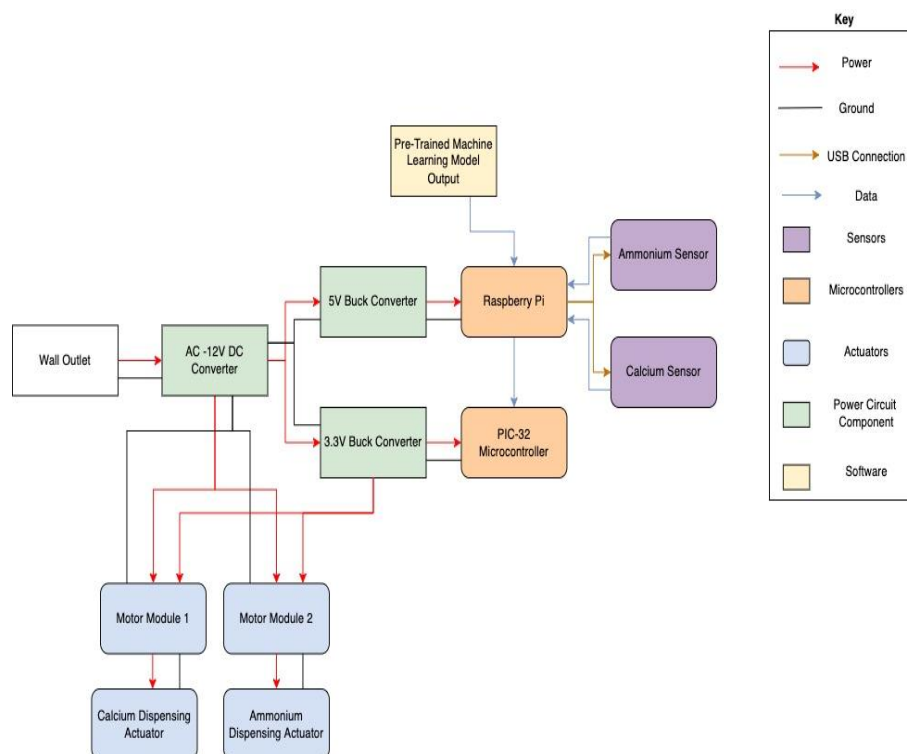 Key
Power
Ground
USB Connection
Data
Sensors
Microcontrollers
Actuators
Power Circuit
Component
Software
Pre-Trained Machine
Learning Model
Output
Ammonium Sensor
5V Buck Converter
Raspberry Pi
Wall Outlet
AC -12V DC
Converter
Calcium Sensor
3.3V Buck Converter
PIC-32
Microcontroller
Motor Module 1
Motor Module 2
Calcium Dispensing
Actuator
Ammonium
Dispensing Actuator